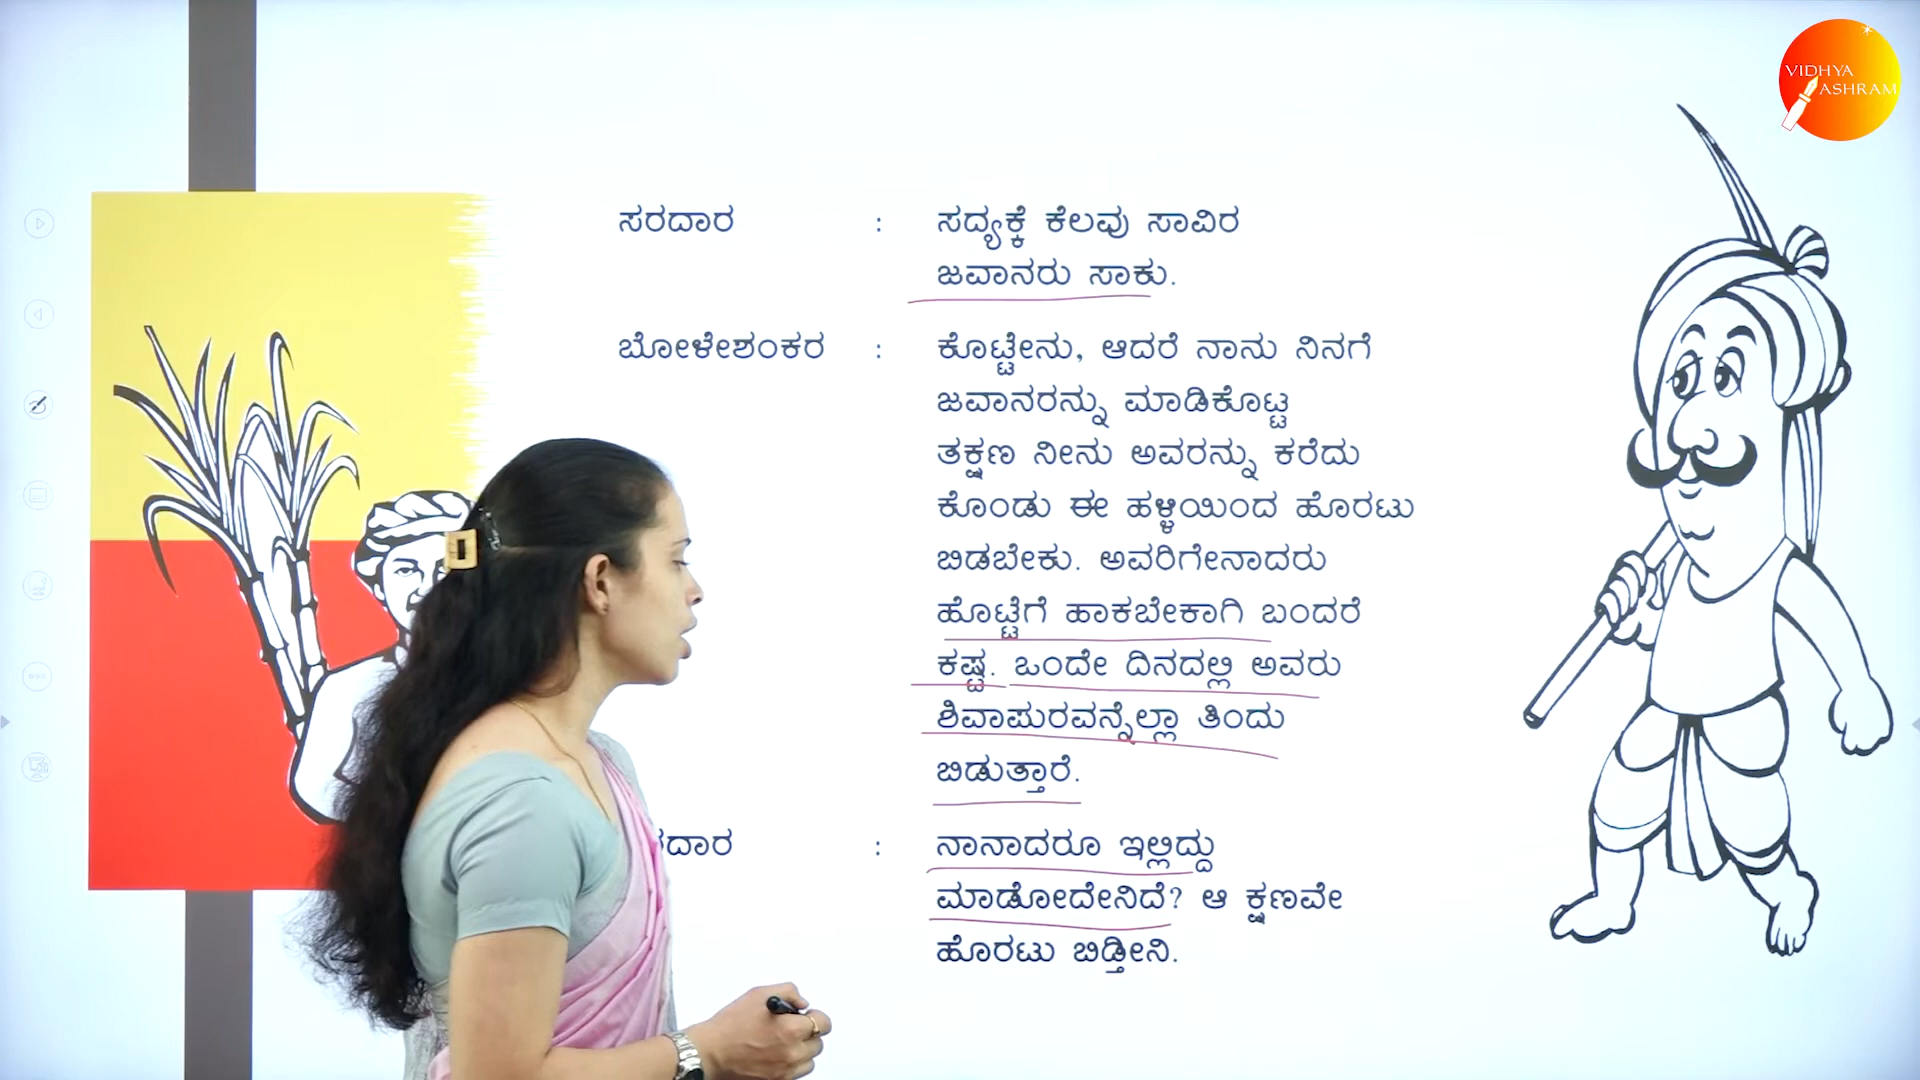 VIDHYA
ASHRAM
ಸರದಾರ : ಸದ್ಯಕ್ಕೆ ಕೆಲವು ಸಾವಿರ
ಜವಾನರು ಸಾಕು.
ಬೋಳೇಶಂಕರ : ಕೊಟ್ಟೇನು, ಆದರೆ ನಾನು ನಿನಗೆ
ಜವಾನರನ್ನು ಮಾಡಿಕೊಟ್ಟ
ತಕ್ಷಣ ನೀನು ಅವರನ್ನು ಕರೆದು
ಕೊಂಡು ಈ ಹಳ್ಳಿಯಿಂದ ಹೊರಟು
ಬಿಡಬೇಕು. ಅವರಿಗೇನಾದರು
ಹೊಟ್ಟೆಗೆ ಹಾಕಬೇಕಾಗಿ ಬಂದರೆ
ಕಷ್ಟ. ಒಂದೇ ದಿನದಲ್ಲಿ ಅವರು
ಶಿವಾಪುರವನ್ನೆಲ್ಲಾ ತಿಂದು
ಬಿಡುತ್ತಾರೆ.
: ನಾನಾದರೂ ಇಲ್ಲಿದ್ದು
ಮಾಡೋದೇನಿದೆ? ಆ ಕ್ಷಣವೇ
ಹೊರಟು ಬಿಡ್ತೀನಿ.